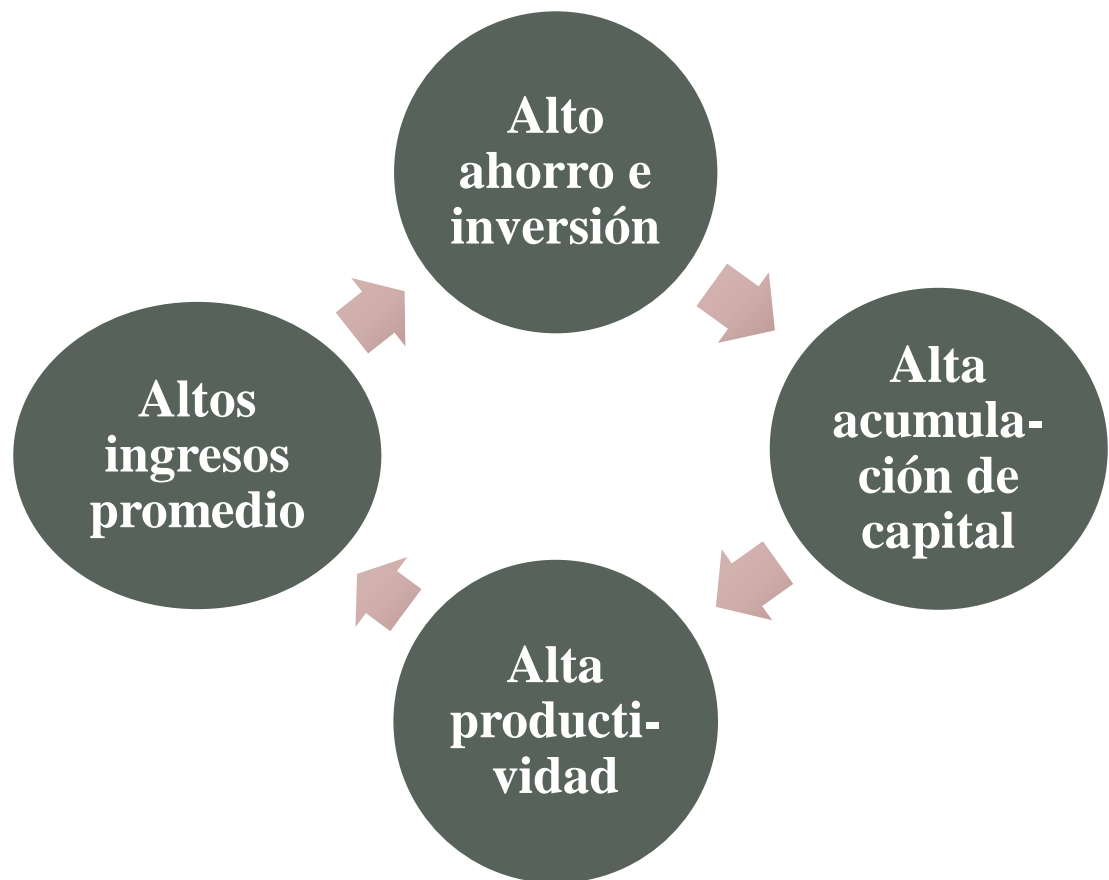 Alto
ahorro e
inversión
Alta
acumula-
ción de
capital
Alta
producti-
vidad
Altos
ingresos
promedio